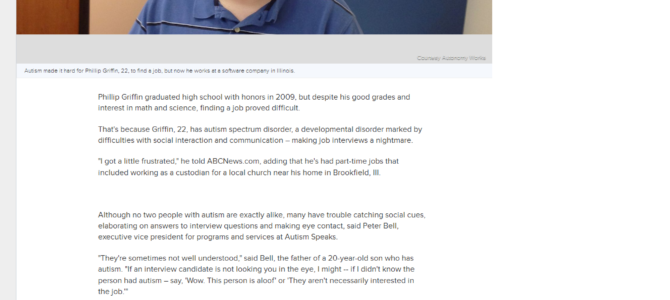 Courtesy Autonomy Works
Autism made it hard for Phillip Griffin, 22, to find a job, but now he works at a software company in Illinois.
Phillip Griffin graduated high school with honors in 2009, but despite his good grades and
interest in math and science, finding a job proved difficult.
That's because Griffin, 22, has autism spectrum disorder, a developmental disorder marked by
difficulties with social interaction and communication -- making job interviews a nightmare.
"I got a little frustrated," he told ABCNews.com, adding that he's had part-time jobs that
included working as a custodian for a local church near his home in Brookfield, Ill.
Although no two people with autism are exactly alike, many have trouble catching social cues,
elaborating on answers to interview questions and making eye contact, said Peter Bell,
executive vice president for programs and services at Autism Speaks.
"They're sometimes not well understood," said Bell, the father of a 20-year-old son who has
autism. "If an interview candidate is not looking you in the eye, I might -- if I didn't know the
person had autism -- say, 'Wow. This person is aloof' or 'They aren't necessarily interested in
the job.'"